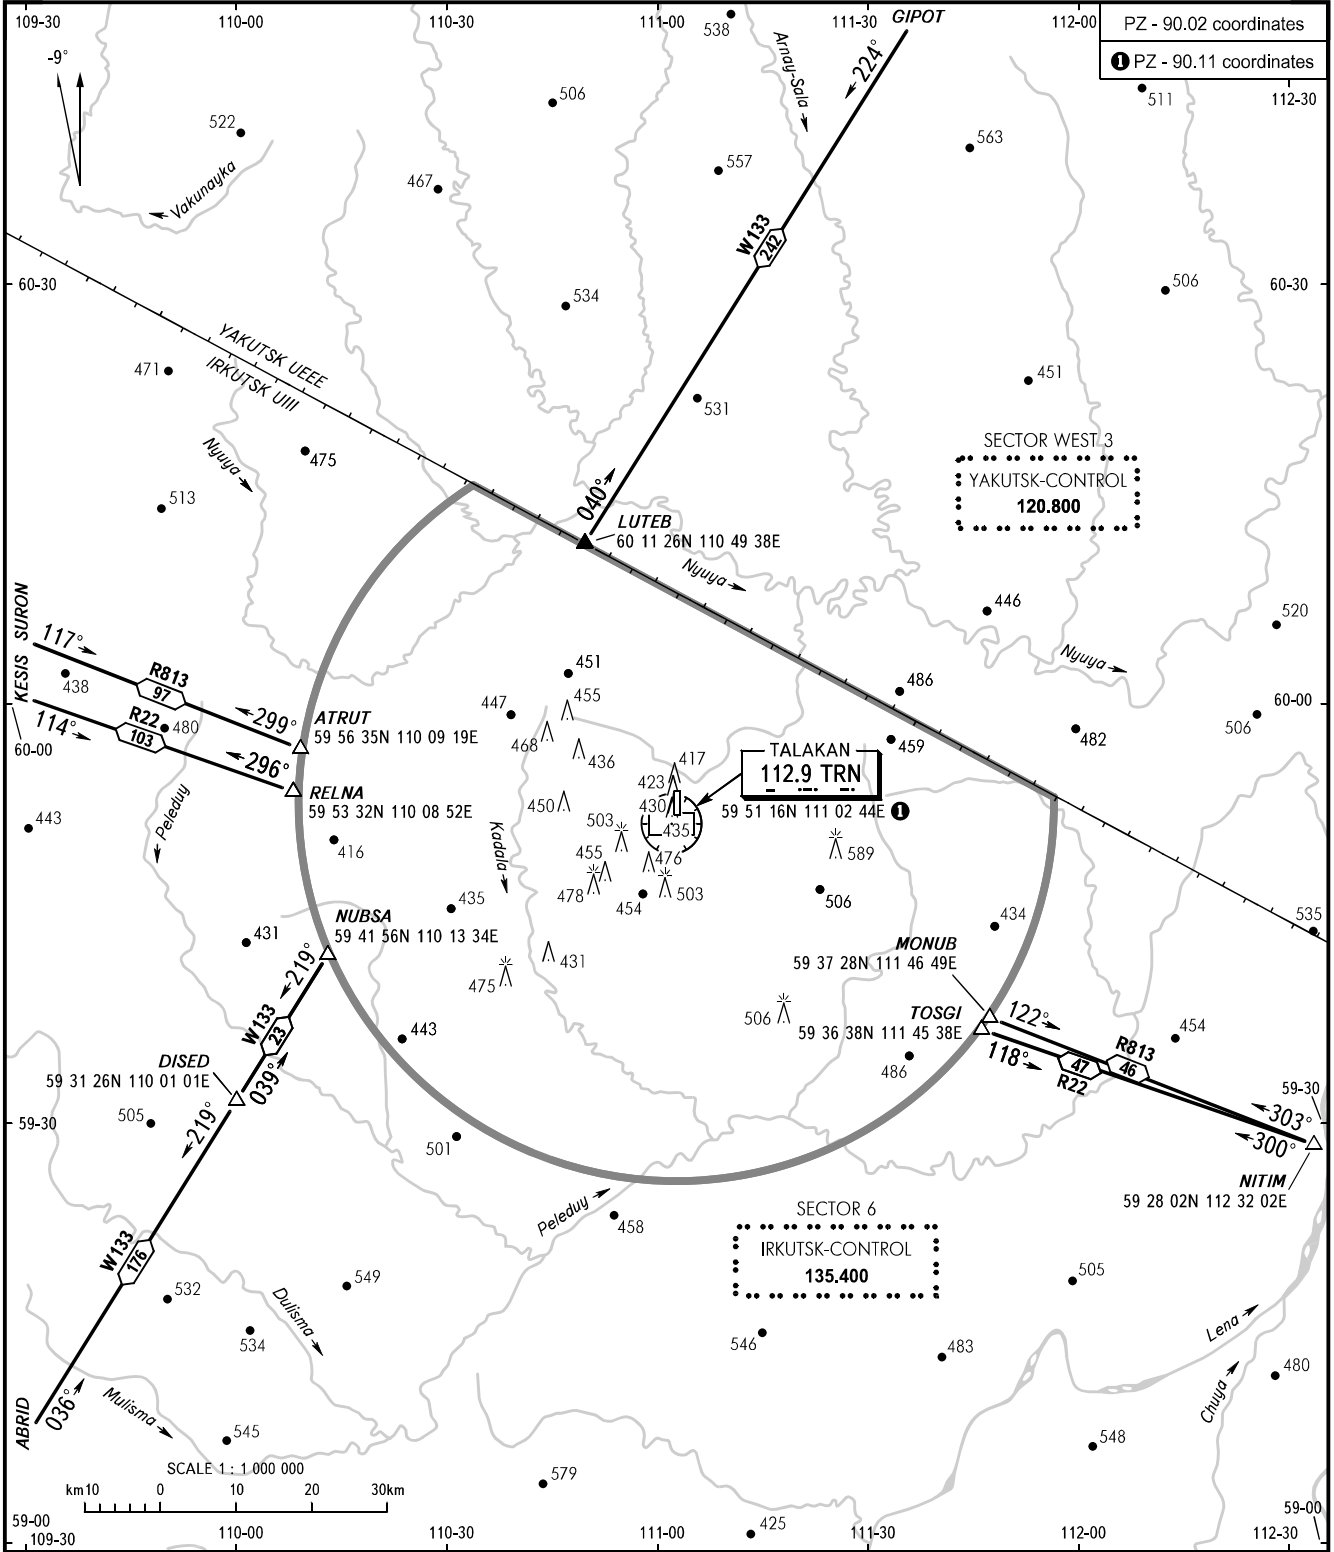 109-30
110-00
110-30
111-00
111-30
112-00
GIPOT
PZ - 90.02 coordinates
❶ PZ - 90.11 coordinates
112-30
-9°
538
Arnay-Sala
224°
506
511
522
Vakunayka
467
557
563
W133
242
60-30
534
506
60-30
YAKUTSK UEEE
IRKUTSK UIII
471
451
531
475
Nyuya
513
SECTOR WEST 3
YAKUTSK-CONTROL
120.800
040°
LUTEB
60 11 26N 110 49 38E
Nyuya
446
520
SURON
KESIS
117°
R813
97
299°
438
R22
103
480
114°
296°
60-00
ATRUT
59 56 35N 110 09 19E
RELNA
59 53 32N 110 08 52E
451
447
455
468
436
450
Nyuya
486
459
482
506
60-00
TALAKAN
112.9 TRN
59 51 16N 111 02 44E ❶
417
423
430
435
503
455
476
478
454
503
589
506
443
Peleduy
416
Kadala
435
431
NUBSA
59 41 56N 110 13 34E
219°
W133
23
039°
475
431
434
MONUB
59 37 28N 111 46 49E
TOSGI
59 36 38N 111 45 38E
506
535
443
122°
R813
46
118°
47
R22
454
486
59-30
303°
300°
NITIM
59 28 02N 112 32 02E
DISED
59 31 26N 110 01 01E
505
59-30
219°
501
Peleduy
458
SECTOR 6
IRKUTSK-CONTROL
135.400
W133
176
532
549
534
Dulisma
505
Lena
546
483
Chuya
480
ABRID
036°
Mulisma
545
548
SCALE 1 : 1 000 000
km10
0
10
20
30km
579
425
59-00
109-30
110-00
110-30
111-00
111-30
112-00
112-30
59-00